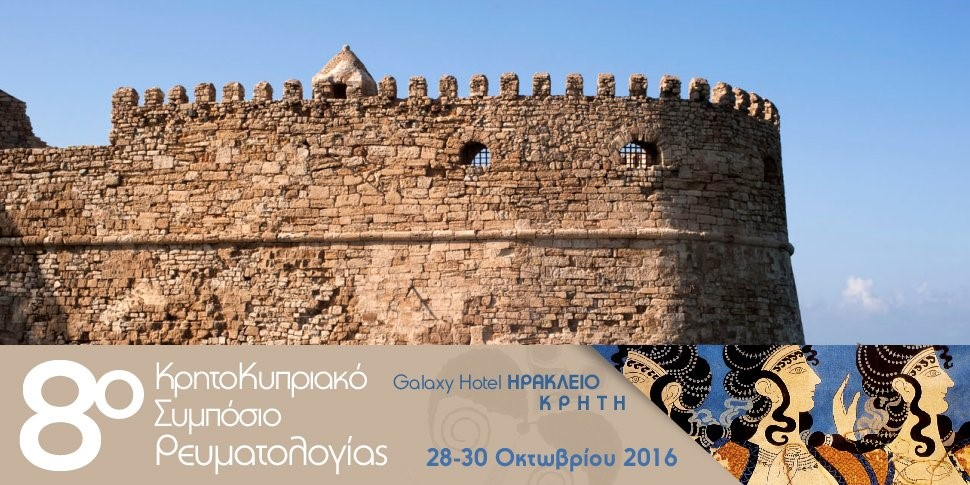 8ο
ΚρητοΚυπριακό
Συμπόσιο
Ρευματολογίας
Galaxy Hotel ΗΡΑΚΛΕΙΟ
ΚΡΗΤΗ
28-30 Οκτωβρίου 2016